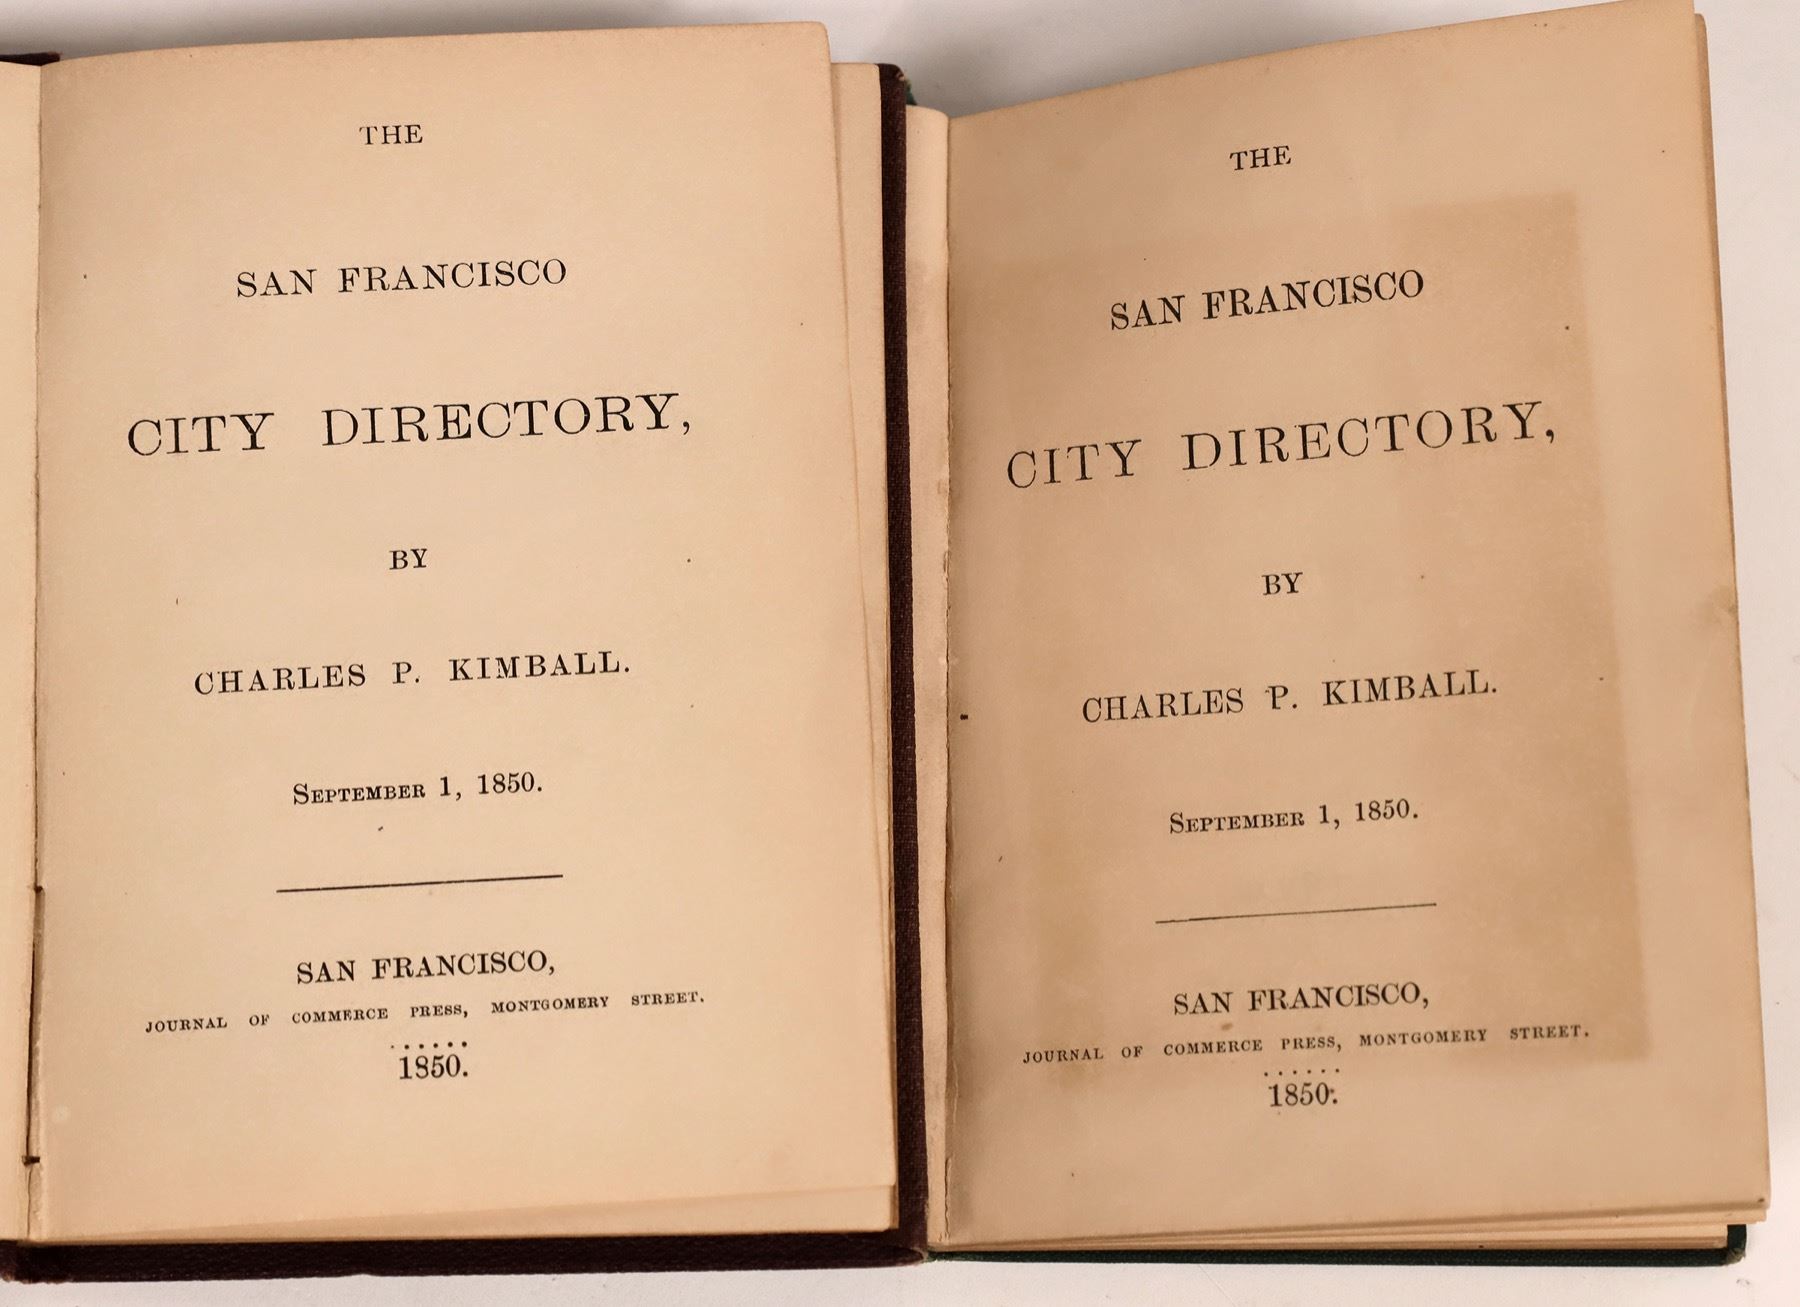 THE
SAN FRANCISCO
CITY DIRECTORY,
BY
CHARLES P. KIMBALL.
SEPTEMBER 1, 1850.
SAN FRANCISCO,
JOURNAL OF COMMERCE PRESS, MONTGOMERY STREET.
......
1850.
THE
SAN FRANCISCO
CITY DIRECTORY,
BY
CHARLES P. KIMBALL.
SEPTEMBER 1, 1850.
SAN FRANCISCO,
JOURNAL OF COMMERCE PRESS, MONTGOMERY STREET.
......
1850.